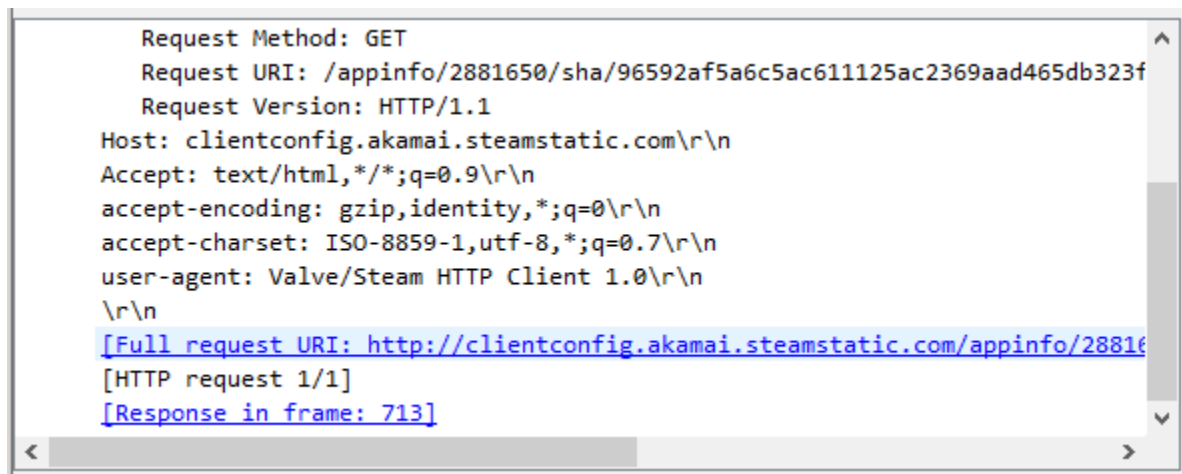 Request Method: GET
Request URI: /appinfo/2881650/sha/96592af5a6c5ac611125ac2369aad465db323f
Request Version: HTTP/1.1
Host: clientconfig.akamai.steamstatic.com\r\n
Accept: text/html,*/*;q=0.9\r\n
accept-encoding: gzip,identity,*;q=0\r\n
accept-charset: ISO-8859-1,utf-8,*;q=0.7\r\n
user-agent: Valve/Steam HTTP Client 1.0\r\n
\r\n
[Full request URI: http://clientconfig.akamai.steamstatic.com/appinfo/28816
[HTTP request 1/1]
[Response in frame: 713]